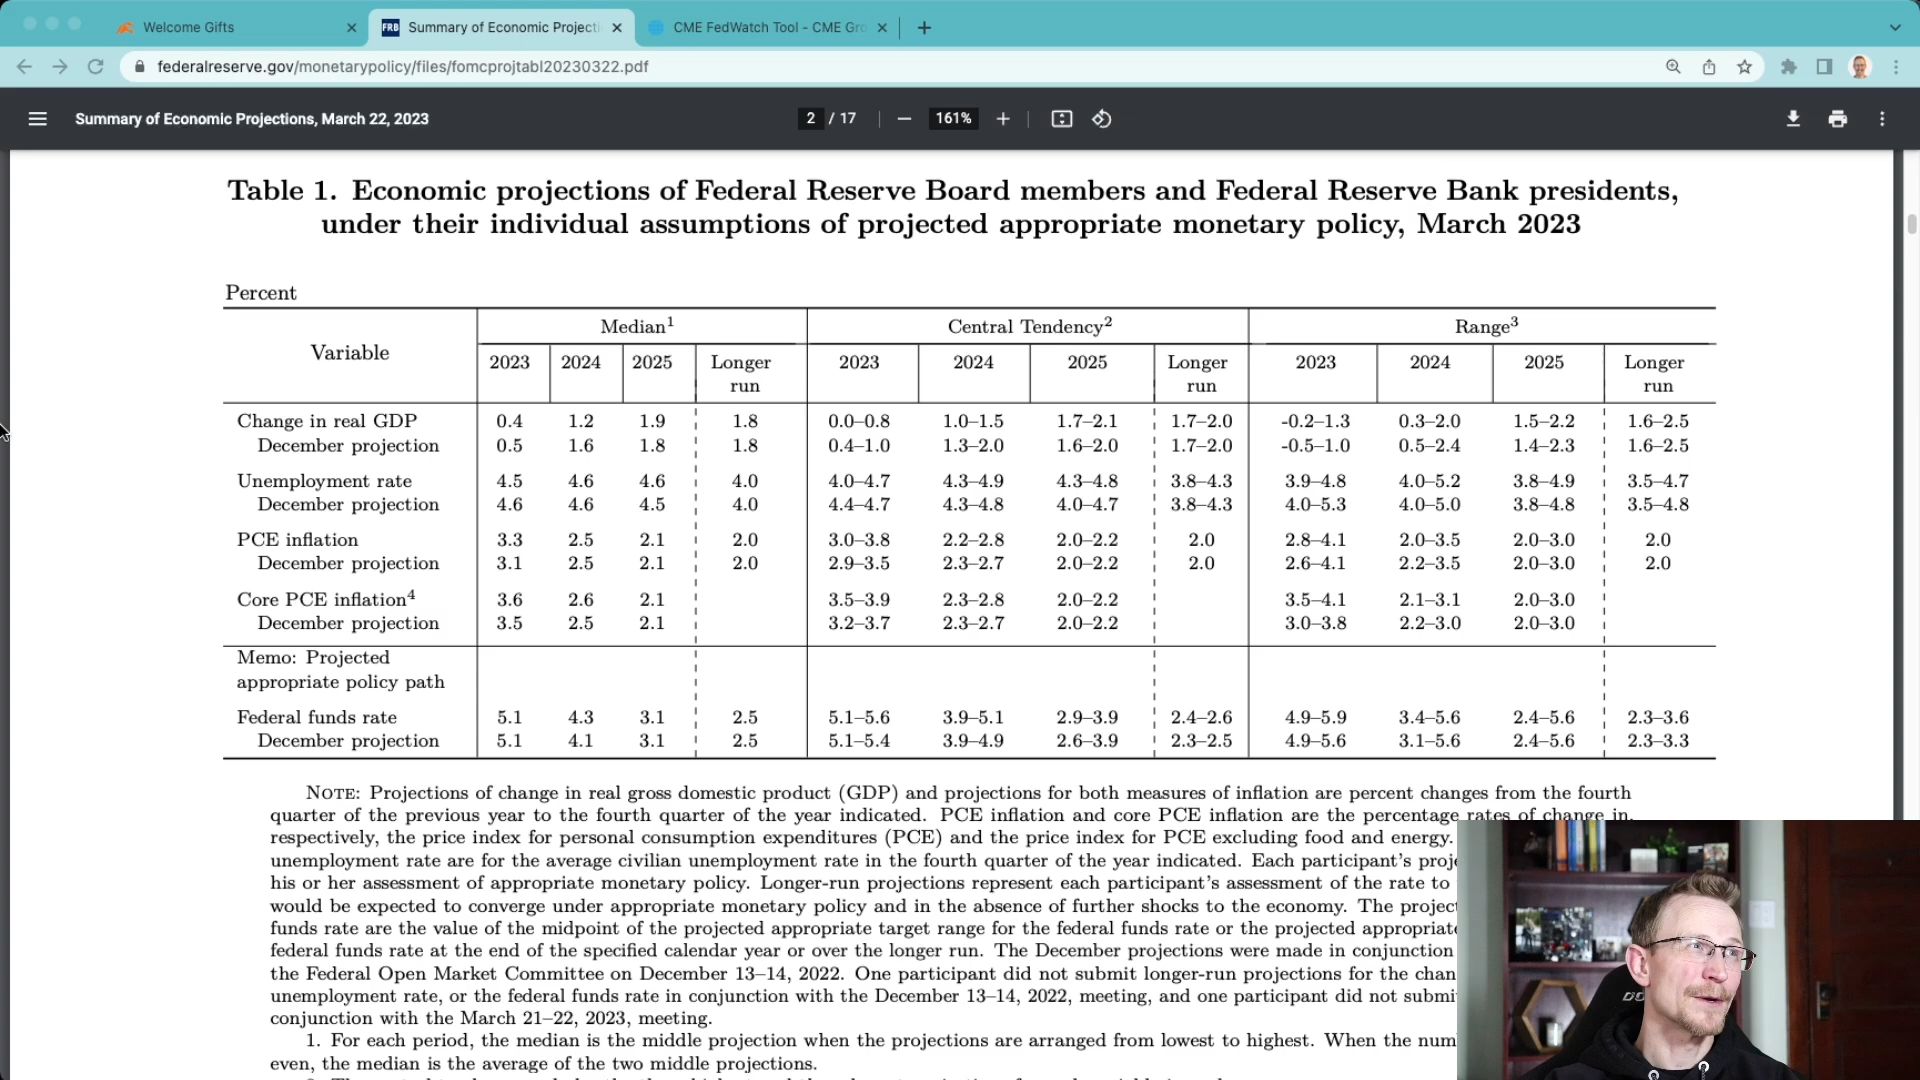 Welcome Gifts
FRB Summary of Economic Projecti
CME FedWatch Tool - CME Gro
federalreserve.gov/monetarypolicy/files/fomcprojtabl20230322.pdf
Summary of Economic Projections, March 22, 2023
2 / 17
161%
Table 1. Economic projections of Federal Reserve Board members and Federal Reserve Bank presidents,
under their individual assumptions of projected appropriate monetary policy, March 2023
Percent
Variable Median1 Central Tendency2 Range3
2023 2024 2025 Longer run 2023 2024 2025 Longer run 2023 2024 2025 Longer run
Change in real GDP 0.4 1.2 1.9 1.8 0.0–0.8 1.0–1.5 1.7–2.1 1.7–2.0 -0.2–1.3 0.3–2.0 1.5–2.2 1.6–2.5
December projection 0.5 1.6 1.8 1.8 0.4–1.0 1.3–2.0 1.6–2.0 1.7–2.0 -0.5–1.0 0.5–2.4 1.4–2.3 1.6–2.5
Unemployment rate 4.5 4.6 4.6 4.0 4.0–4.7 4.3–4.9 4.3–4.8 3.8–4.3 3.9–4.8 4.0–5.2 3.8–4.9 3.5–4.7
December projection 4.6 4.6 4.5 4.0 4.4–4.7 4.3–4.8 4.0–4.7 3.8–4.3 4.0–5.3 4.0–5.0 3.8–4.8 3.5–4.8
PCE inflation 3.3 2.5 2.1 2.0 3.0–3.8 2.2–2.8 2.0–2.2 2.0 2.8–4.1 2.0–3.5 2.0–3.0 2.0
December projection 3.1 2.5 2.1 2.0 2.9–3.5 2.3–2.7 2.0–2.2 2.0 2.6–4.1 2.2–3.5 2.0–3.0 2.0
Core PCE inflation4 3.6 2.6 2.1 3.5–3.9 2.3–2.8 2.0–2.2 3.5–4.1 2.1–3.1 2.0–3.0
December projection 3.5 2.5 2.1 3.2–3.7 2.3–2.7 2.0–2.2 3.0–3.8 2.2–3.0 2.0–3.0
Memo: Projected
appropriate policy path
Federal funds rate 5.1 4.3 3.1 2.5 5.1–5.6 3.9–5.1 2.9–3.9 2.4–2.6 4.9–5.9 3.4–5.6 2.4–5.6 2.3–3.6
December projection 5.1 4.1 3.1 2.5 5.1–5.4 3.9–4.9 2.6–3.9 2.3–2.5 4.9–5.6 3.1–5.6 2.4–5.6 2.3–3.3
NOTE: Projections of change in real gross domestic product (GDP) and projections for both measures of inflation are percent changes from the fourth
quarter of the previous year to the fourth quarter of the year indicated. PCE inflation and core PCE inflation are the percentage rates of change in,
respectively, the price index for personal consumption expenditures (PCE) and the price index for PCE excluding food and energy.
unemployment rate are for the average civilian unemployment rate in the fourth quarter of the year indicated. Each participant's proje
his or her assessment of appropriate monetary policy. Longer-run projections represent each participant's assessment of the rate to
would be expected to converge under appropriate monetary policy and in the absence of further shocks to the economy. The project
funds rate are the value of the midpoint of the projected appropriate target range for the federal funds rate or the projected appropriate
federal funds rate at the end of the specified calendar year or over the longer run. The December projections were made in conjunction
the Federal Open Market Committee on December 13–14, 2022. One participant did not submit longer-run projections for the chan
unemployment rate, or the federal funds rate in conjunction with the December 13–14, 2022, meeting, and one participant did not submi
conjunction with the March 21–22, 2023, meeting.
1. For each period, the median is the middle projection when the projections are arranged from lowest to highest. When the num
even, the median is the average of the two middle projections.